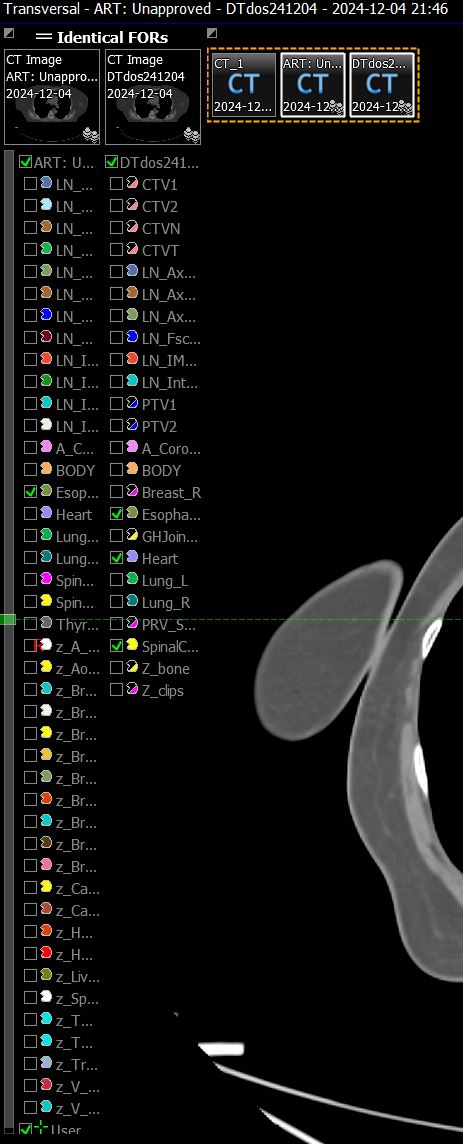 Transversal - ART: Unapproved - DTdos241204 - 2024-12-04 21:46
Identical FORs
CT Image
ART: Unappro...
2024-12-04
CT Image
DTdos241204
2024-12-04
CT_1
CT
2024-12...
ART: Un...
CT
2024-12
DTdos2...
CT
2024-12
ART: U...
LN_...
LN_...
LN_...
LN_...
LN_...
LN_...
LN_...
LN_...
LN_I...
LN_I...
LN_I...
LN_I...
A_C...
BODY
Esop...
Heart
Lung...
Lung...
Spin...
Spin...
Thyr...
z_A_...
z_Ao...
z_Br...
z_Br...
z_Br...
z_Br...
z_Br...
z_Br...
z_Br...
z_Br...
z_Br...
z_Ca...
z_Ca...
z_H...
z_H...
z_Liv...
z_Sp...
z_T...
z_T...
z_Tr...
z_V_...
z_V_...
User
DTdos241...
CTV1
CTV2
CTVN
CTVT
LN_Ax...
LN_Ax...
LN_Ax...
LN_Fsc...
LN_IM...
LN_Int...
PTV1
PTV2
A_Coro...
BODY
Breast_R
Esopha...
GHJoin...
Heart
Lung_L
Lung_R
PRV_S...
SpinalC...
Z_bone
Z_clips